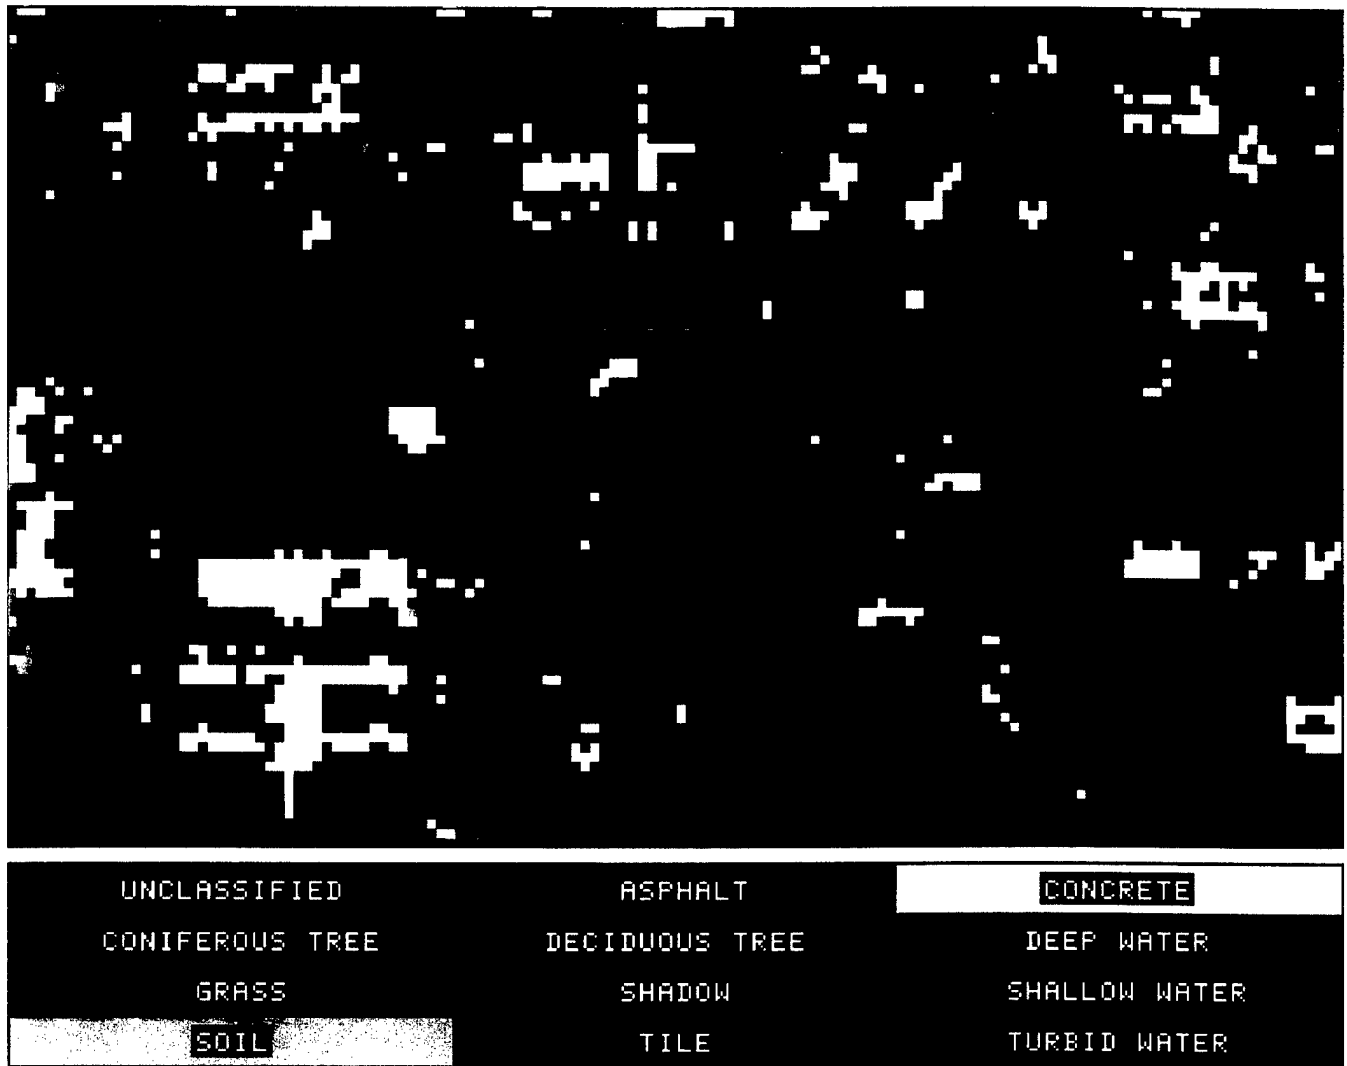 UNCLASSIFIED ASPHALT CONCRETE
CONIFEROUS TREE DECIDUOUS TREE DEEP WATER
GRASS SHADOW SHALLOW WATER
SOIL TILE TURBID WATER